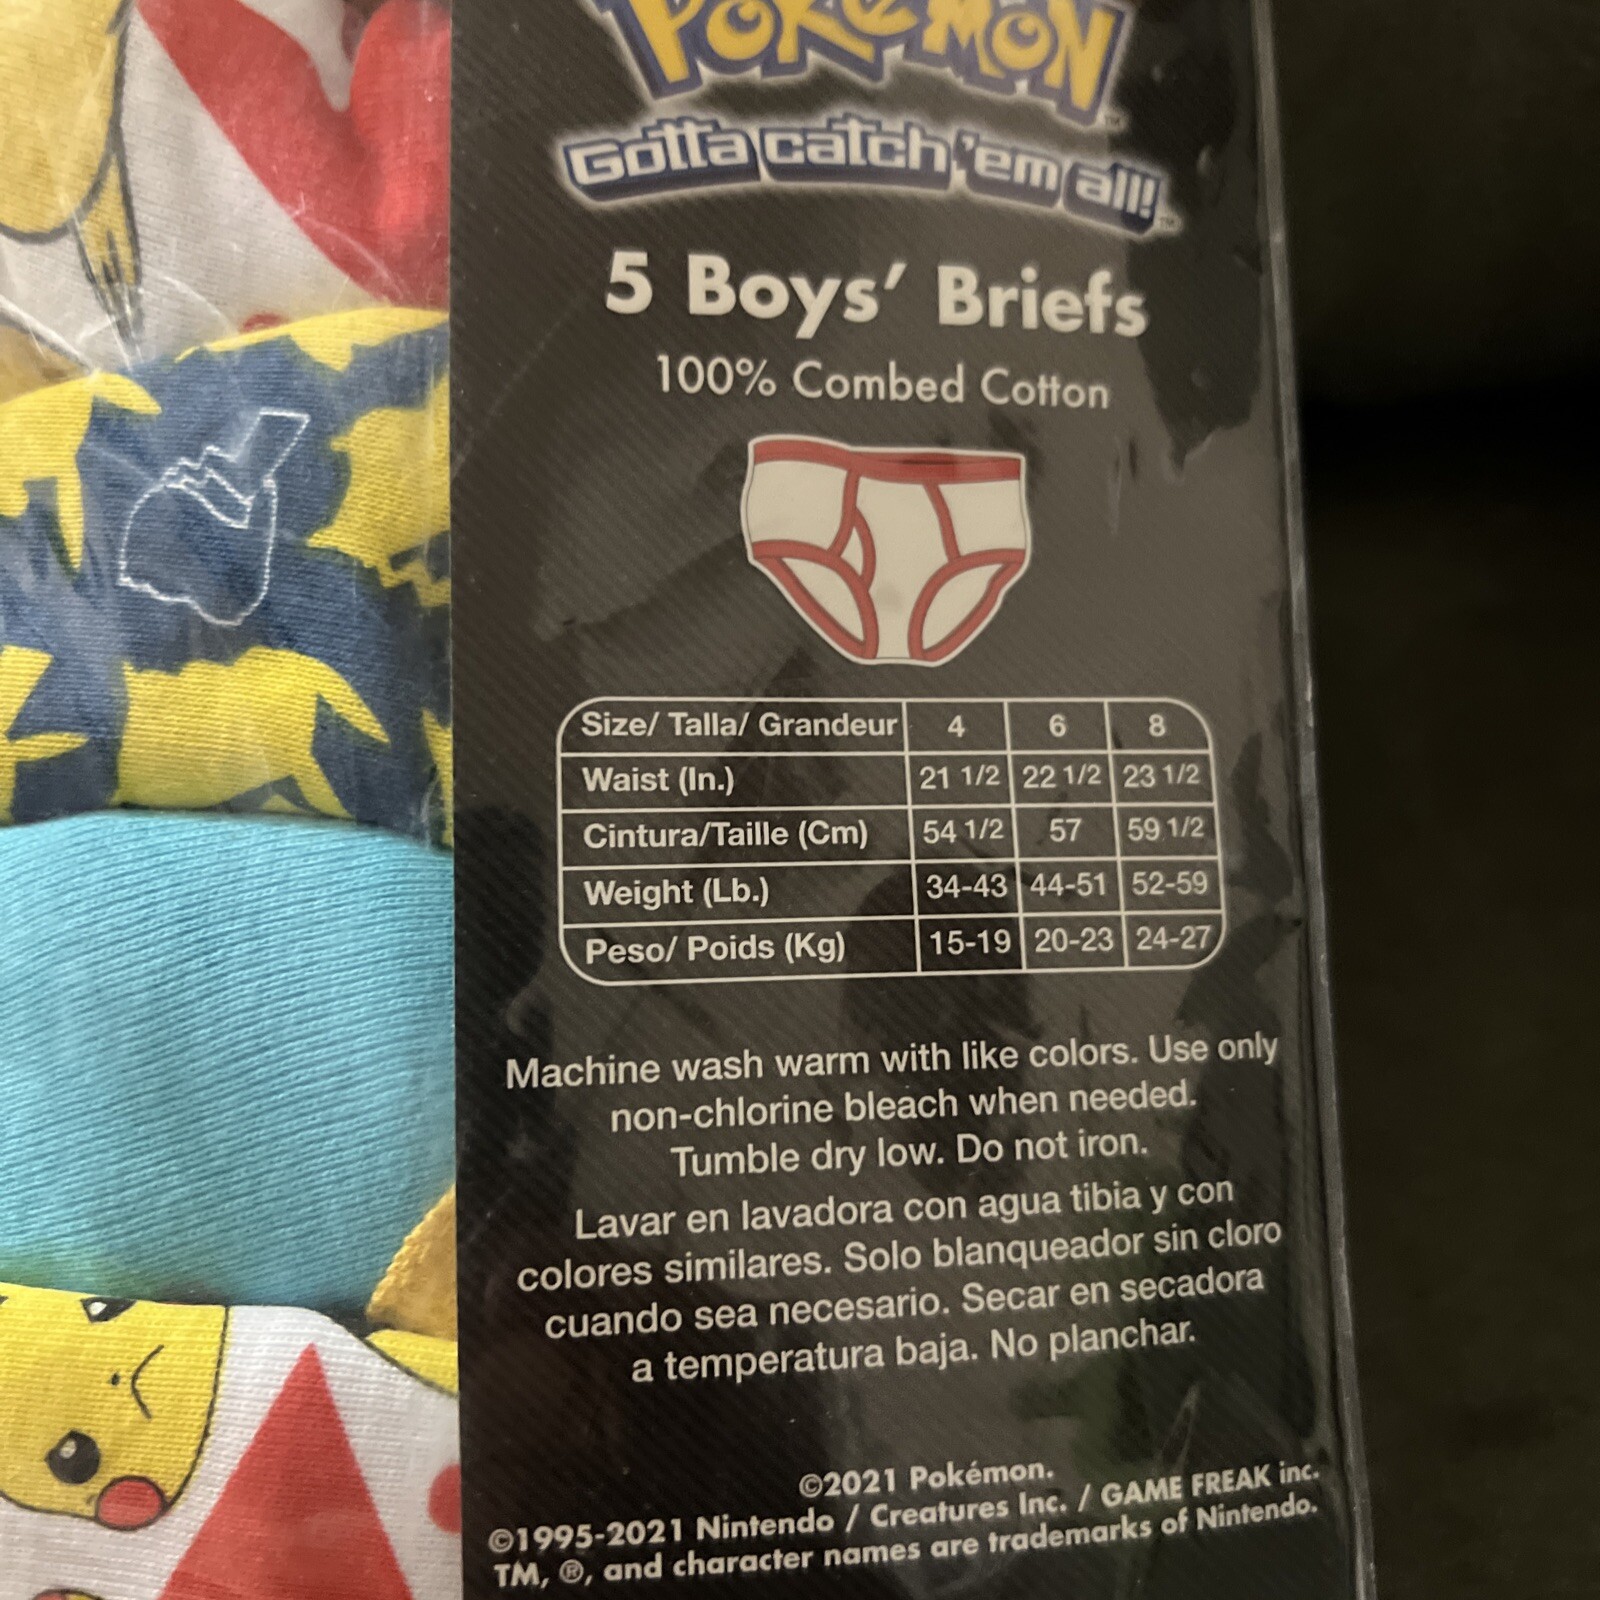 POKéMON
TM
Gotta catch 'em all!
TM
5 Boys’ Briefs
100% Combed Cotton
Size/ Talla/ Grandeur 4 6 8
Waist (In.) 21 1/2 22 1/2 23 1/2
Cintura/Taille (Cm) 54 1/2 57 59 1/2
Weight (Lb.) 34-43 44-51 52-59
Peso/ Poids (Kg) 15-19 20-23 24-27
Machine wash warm with like colors. Use only
non-chlorine bleach when needed.
Tumble dry low. Do not iron.
Lavar en lavadora con agua tibia y con
colores similares. Solo blanqueador sin cloro
cuando sea necesario. Secar en secadora
a temperatura baja. No planchar.
©2021 Pokémon.
©1995-2021 Nintendo / Creatures Inc. / GAME FREAK inc.
TM, ®, and character names are trademarks of Nintendo.